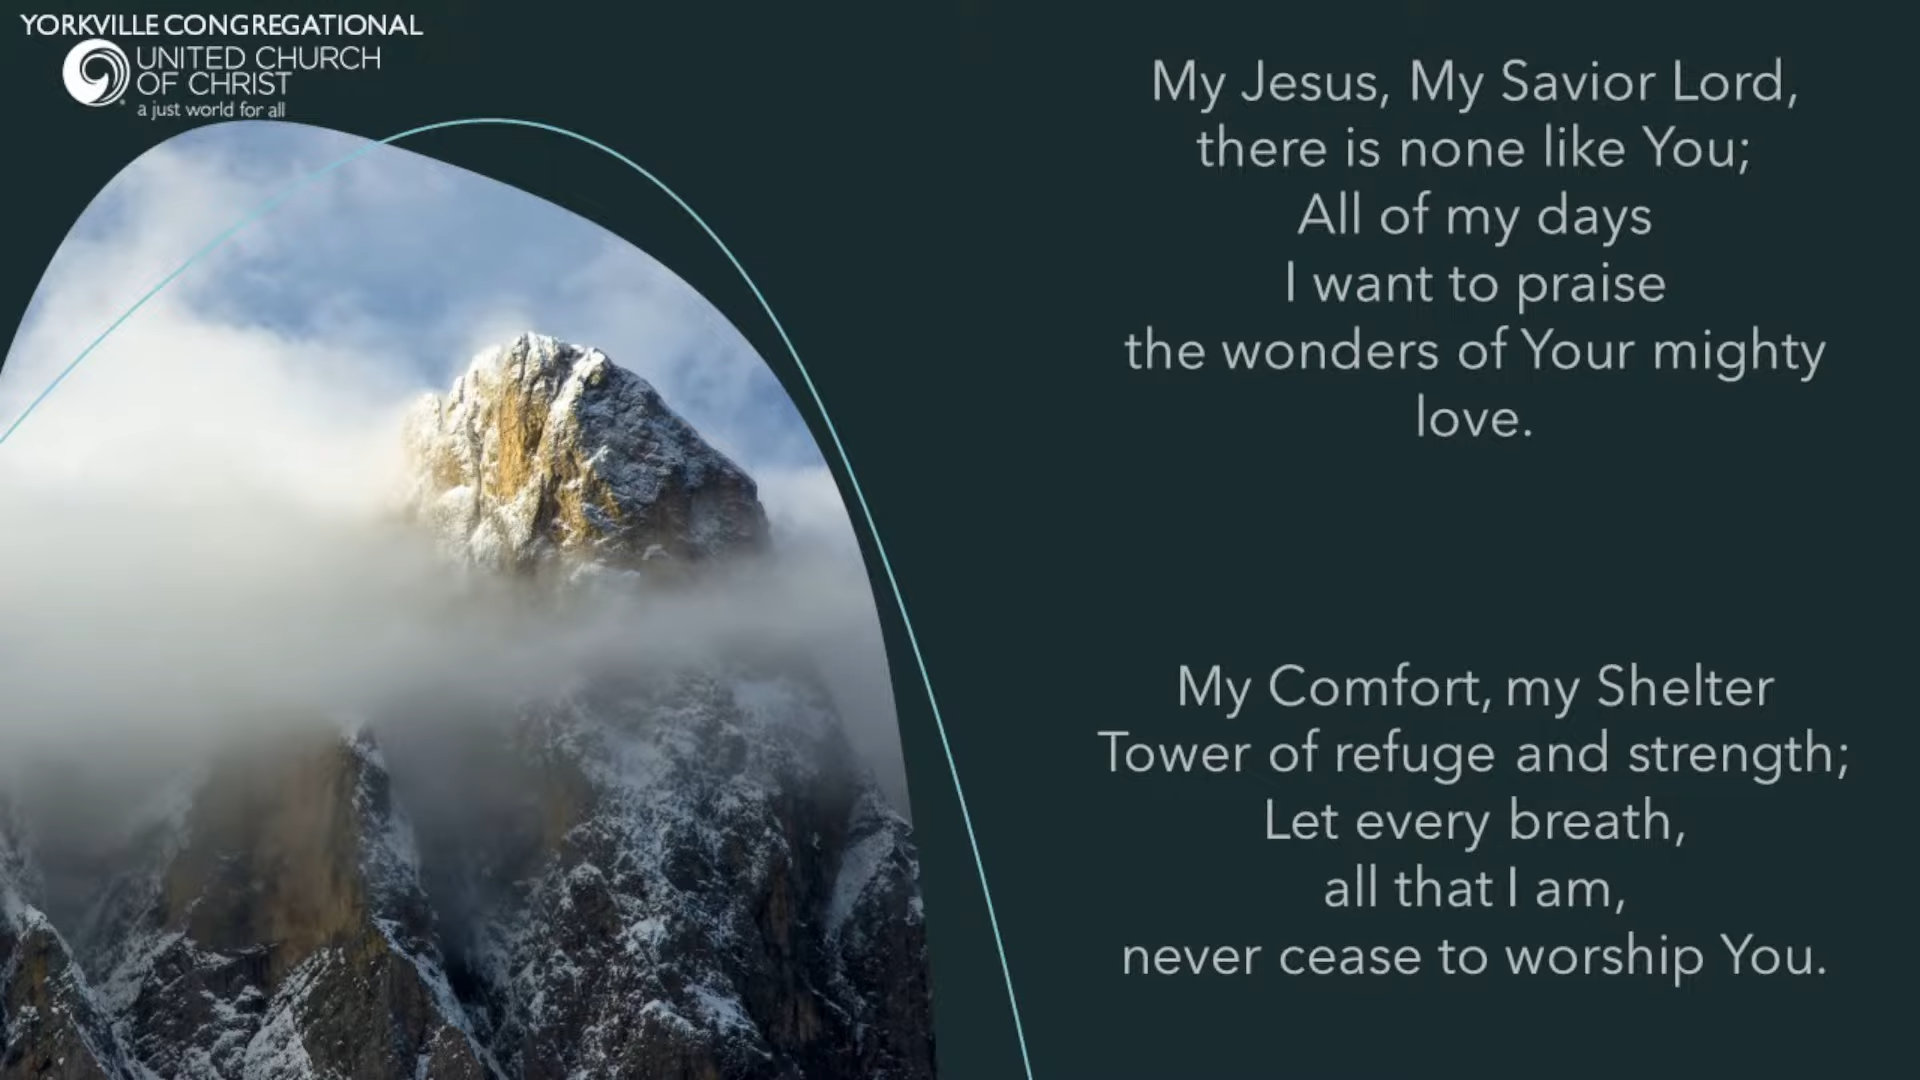 YORKVILLE CONGREGATIONAL
UNITED CHURCH
OF CHRIST
a just world for all
My Jesus, My Savior Lord,
there is none like You;
All of my days
I want to praise
the wonders of Your mighty
love.
My Comfort, my Shelter
Tower of refuge and strength;
Let every breath,
all that I am,
never cease to worship You.